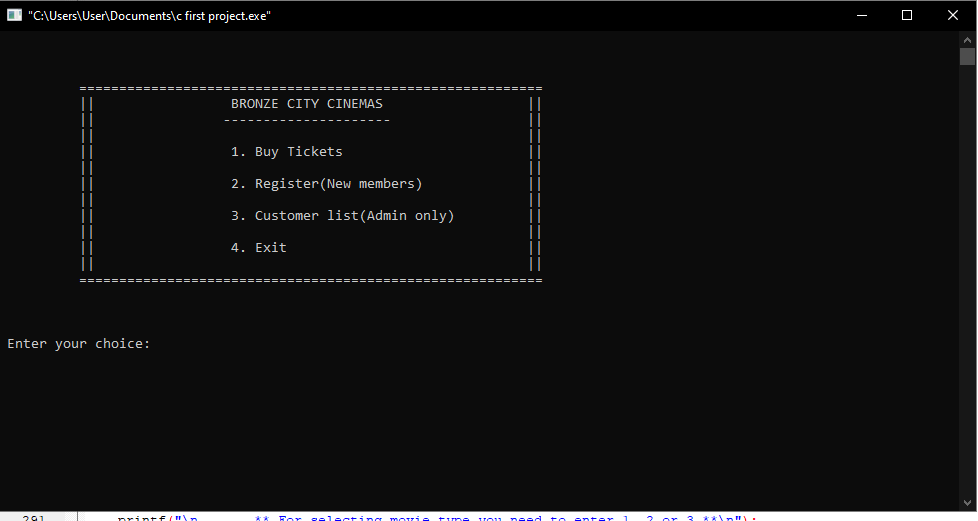 "C:\Users\User\Documents\c first project.exe"
==========================================================
|| BRONZE CITY CINEMAS ||
|| --------------------- ||
|| ||
|| 1. Buy Tickets ||
|| ||
|| 2. Register(New members) ||
|| ||
|| 3. Customer list(Admin only) ||
|| ||
|| 4. Exit ||
|| ||
==========================================================
Enter your choice:
291 printf("\n ** For selecting movie type you need to enter 1, 2 or 3 **\n");